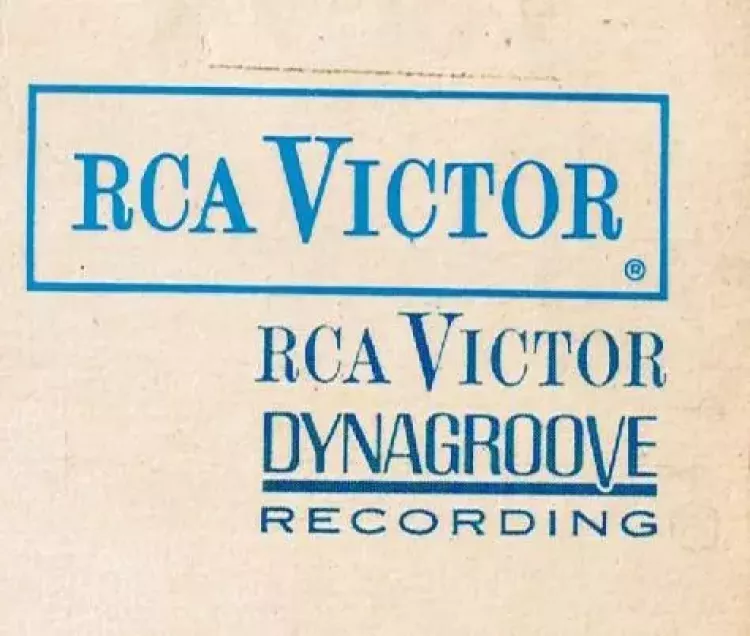 RCA VICTOR
®
RCA VICTOR
DYNAGROOVE
RECORDING